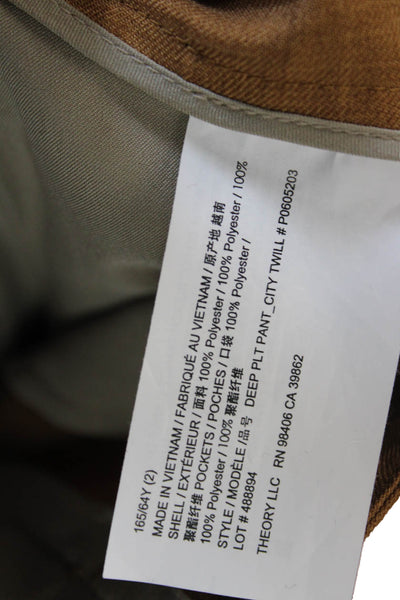 165/64Y (2)
MADE IN VIETNAM / FABRIQUÉ AU VIETNAM / 原产地 越南
SHELL / EXTÉRIEUR / 面料 100% Polyester / 100% Polyester / 100%
聚酯纤维 POCKETS / POCHES / 口袋 100% Polyester /
100% Polyester / 100% 聚酯纤维
STYLE / MODÈLE / 品号 DEEP PLT PANT_CITY TWILL # P0605203
LOT # 488894
THEORY LLC RN 98406 CA 39862